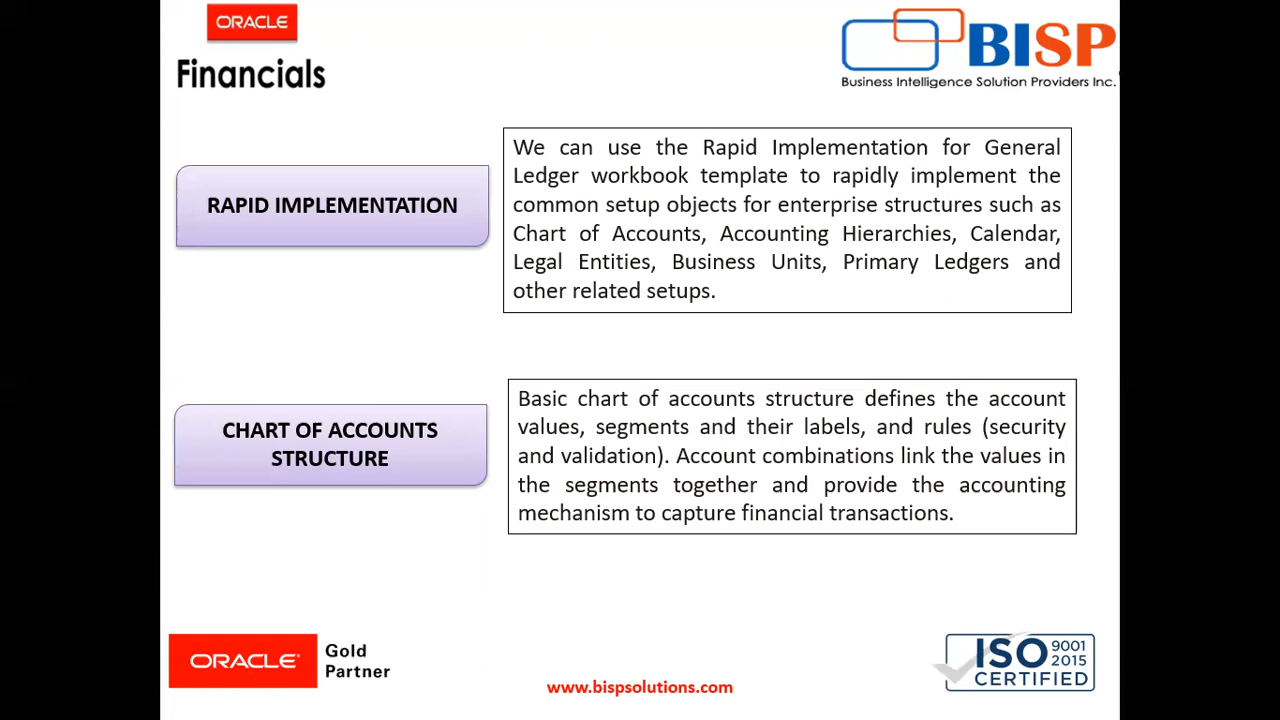 ORACLE
Financials
BISP
Business Intelligence Solution Providers Inc.
RAPID IMPLEMENTATION
We can use the Rapid Implementation for General
Ledger workbook template to rapidly implement the
common setup objects for enterprise structures such as
Chart of Accounts, Accounting Hierarchies, Calendar,
Legal Entities, Business Units, Primary Ledgers and
other related setups.
CHART OF ACCOUNTS
STRUCTURE
Basic chart of accounts structure defines the account
values, segments and their labels, and rules (security
and validation). Account combinations link the values in
the segments together and provide the accounting
mechanism to capture financial transactions.
ORACLE®
Gold
Partner
www.bispsolutions.com
ISO 9001
2015
CERTIFIED